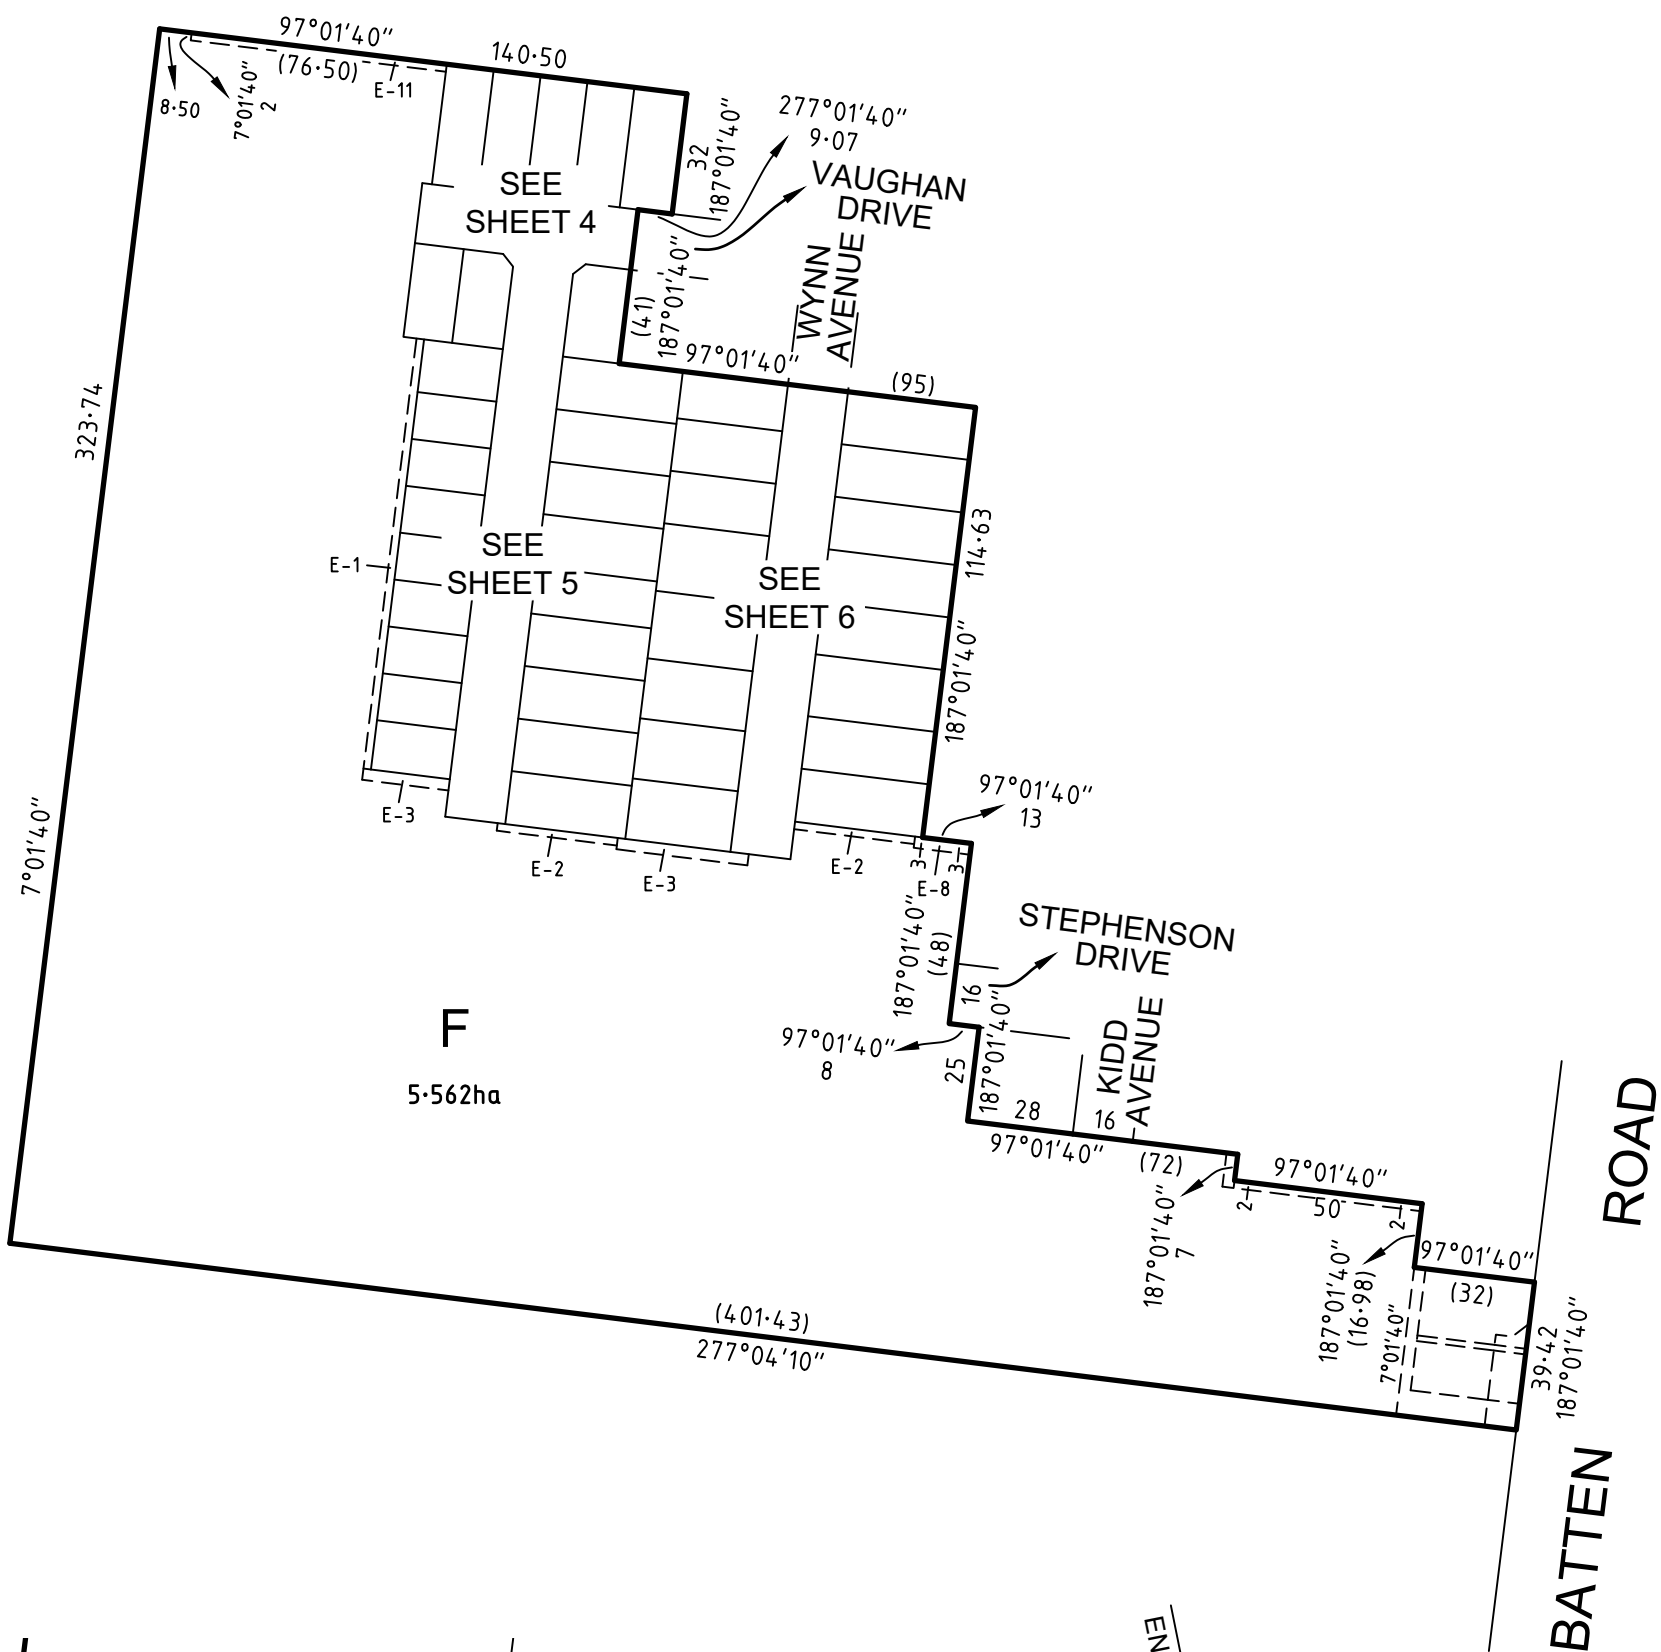 97°01'40"
140·50
(76·50)
E-11
8·50
7°01'40"
2
277°01'40"
9·07
32
187°01'40"
VAUGHAN
DRIVE
SEE
SHEET 4
WYNN
AVENUE
(41)
187°01'40"
97°01'40"
(95)
323·74
7°01'40"
114·63
187°01'40"
E-1
SEE
SHEET 5
SEE
SHEET 6
97°01'40"
13
E-3
E-2
E-3
E-2
3
E-8
3
187°01'40"
(48)
STEPHENSON
DRIVE
16
187°01'40"
F
5·562ha
97°01'40"
8
25
KIDD
AVENUE
28
16
97°01'40"
(72)
187°01'40"
7
97°01'40"
2
50
2
ROAD
187°01'40"
(16·98)
97°01'40"
(32)
7°01'40"
39·42
187°01'40"
(401·43)
277°04'10"
BATTEN
EN